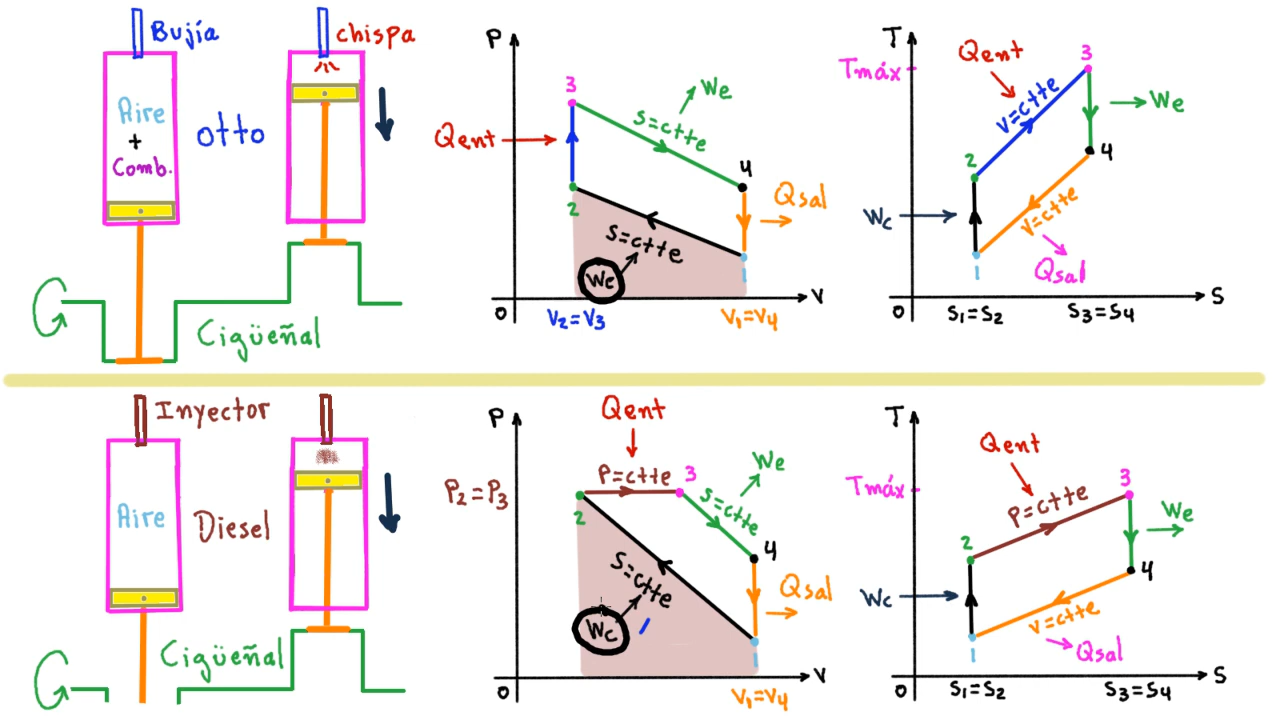 Bujía
chispa
Aire
+
Comb.
otto
Cigüeñal
P
3
We
s=ctte
Qent
4
Qsal
2
s=ctte
We
1
0
V
V2=V3
V1=V4
T
Qent
Tmáx
3
V=ctte
We
2
4
Wc
V=ctte
Qsal
1
0
S1=S2
S3=S4
S
Inyector
Aire
Diesel
Cigüeñal
P
Qent
P=ctte
3
We
P2=P3
2
s=ctte
4
s=ctte
Qsal
Wc
1
0
V
V1=V4
T
Qent
Tmáx
3
P=ctte
We
2
4
Wc
V=ctte
Qsal
1
0
S1=S2
S3=S4
S